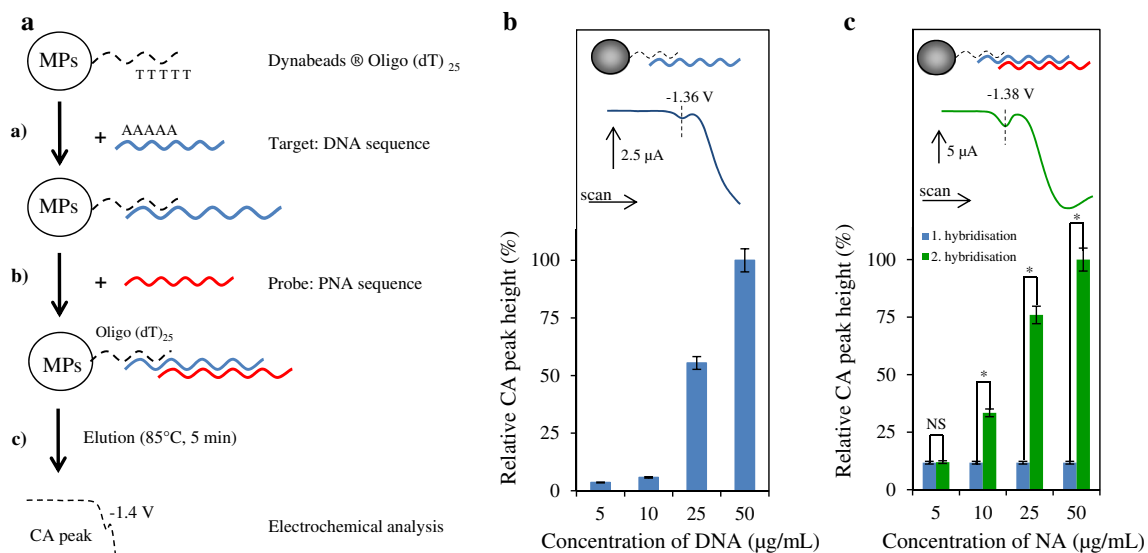 a
MPs
T T T T T
Dynabeads ® Oligo (dT) 25
a)
+
AAAAA
Target: DNA sequence
MPs
b)
+
Probe: PNA sequence
Oligo (dT)25
MPs
c)
Elution (85°C, 5 min)
-1.4 V
CA peak
Electrochemical analysis
b
-1.36 V
2.5 µA
scan
Relative CA peak height (%)
100
75
50
25
0
5 10 25 50
Concentration of DNA (µg/mL)
c
-1.38 V
5 µA
scan
1. hybridisation
2. hybridisation
Relative CA peak height (%)
100
75
50
25
0
NS
*
*
*
5 10 25 50
Concentration of NA (µg/mL)